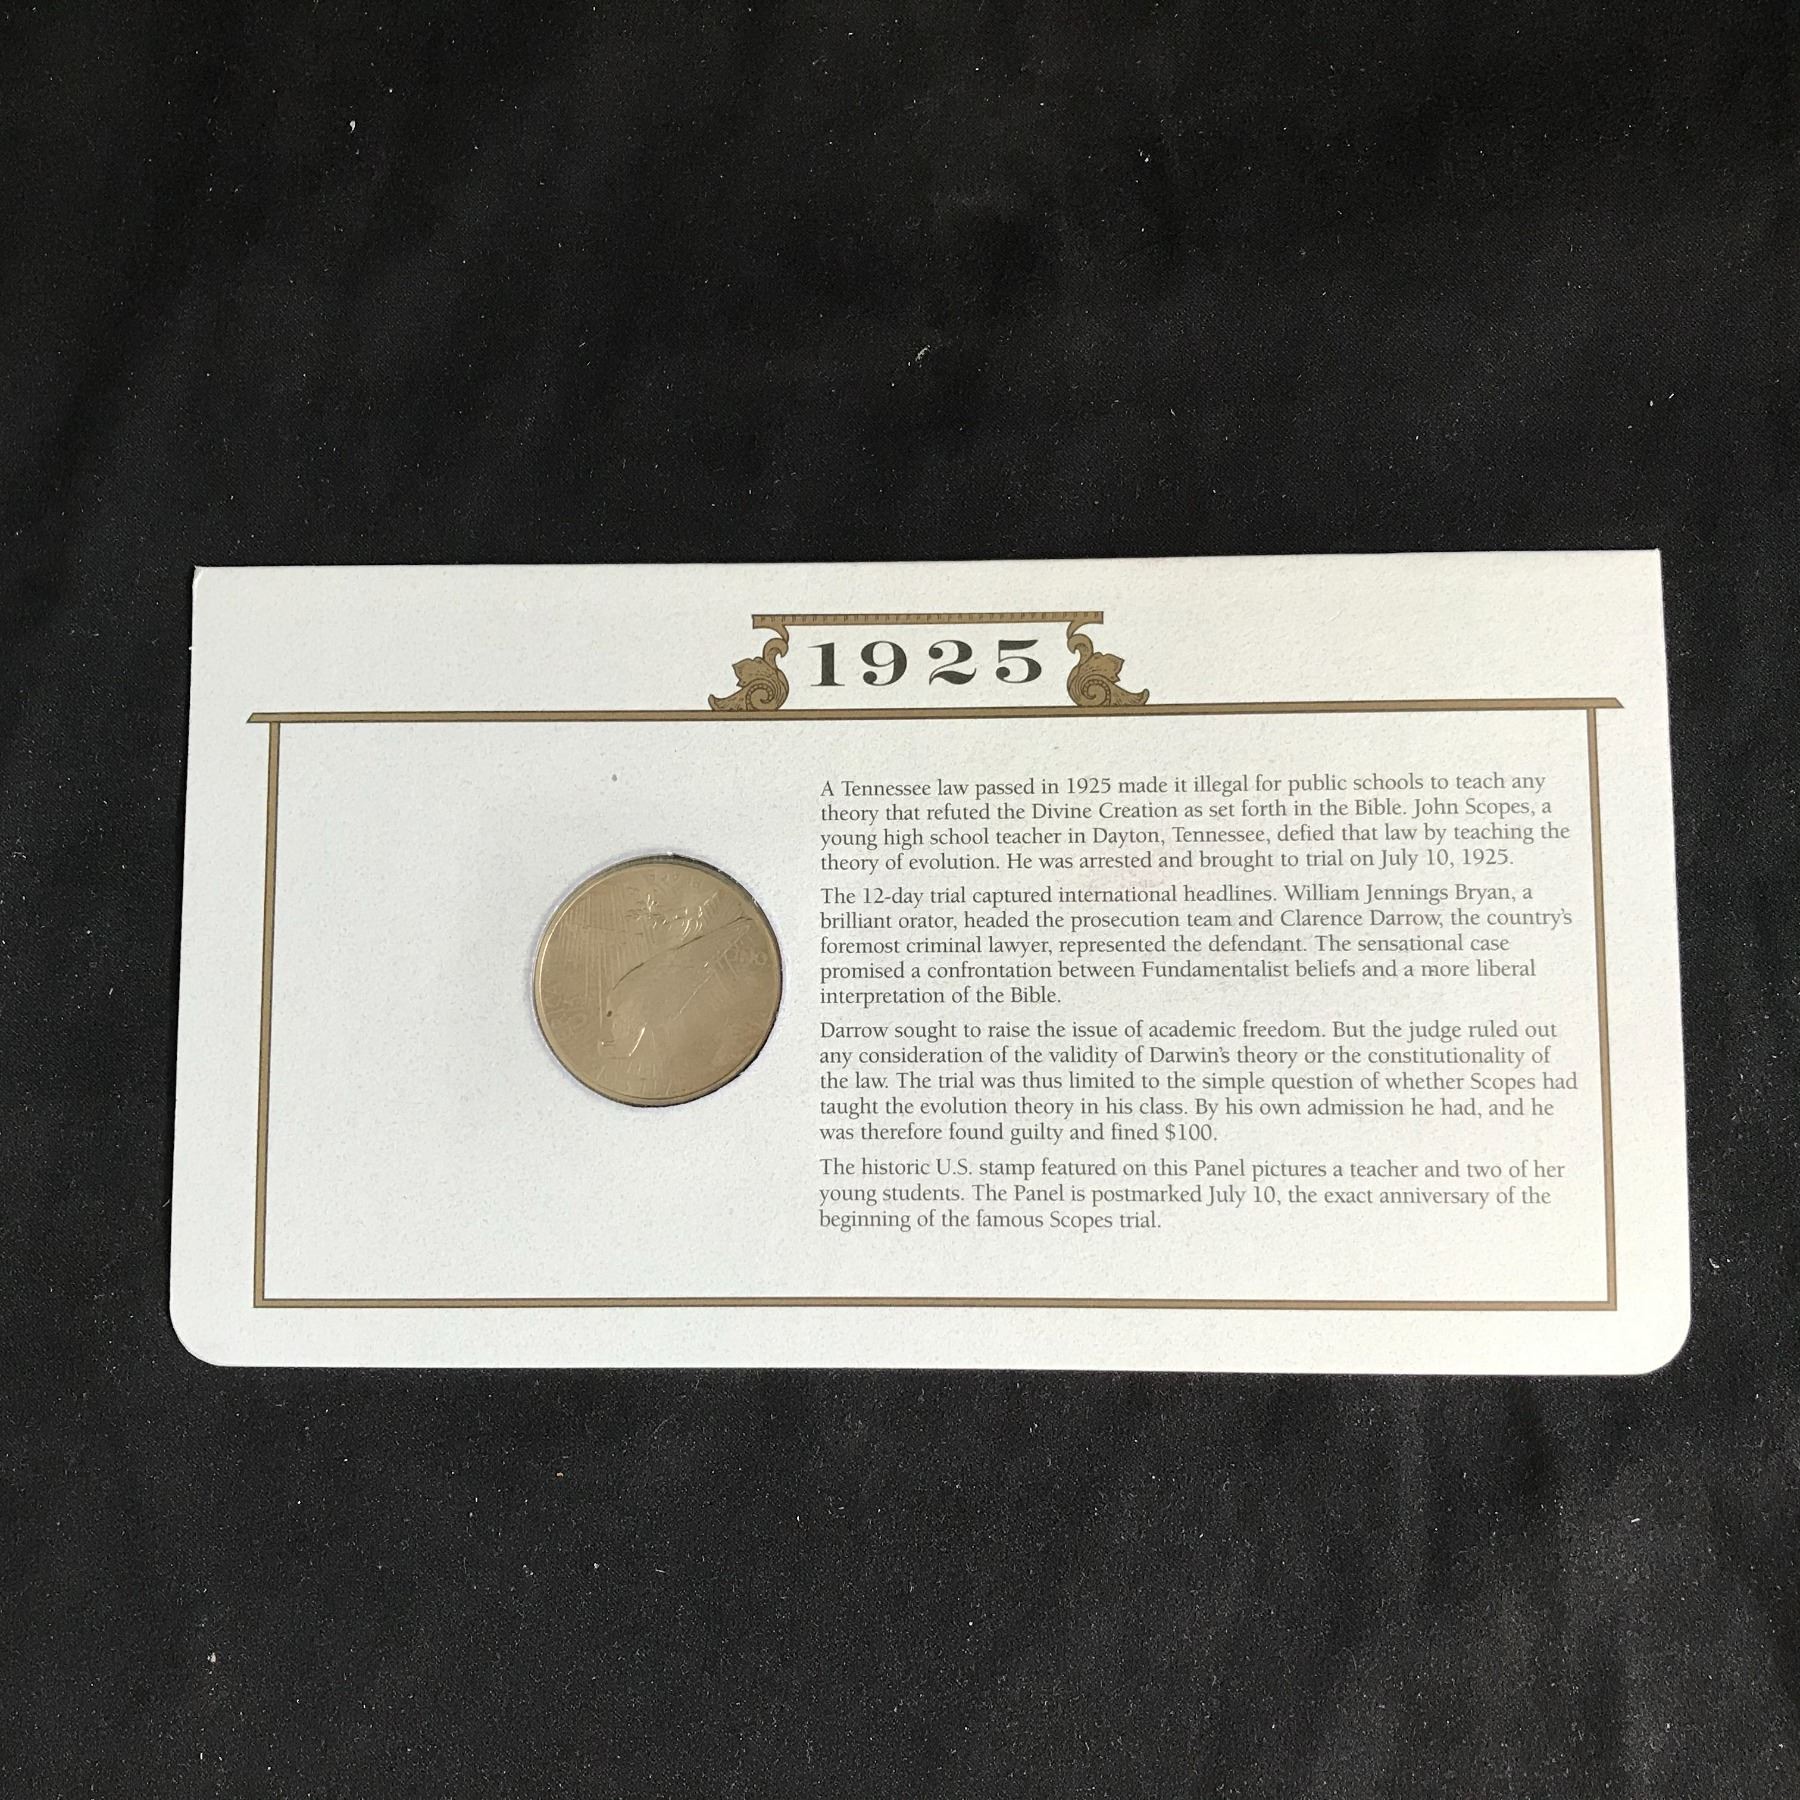 1925
A Tennessee law passed in 1925 made it illegal for public schools to teach any
theory that refuted the Divine Creation as set forth in the Bible. John Scopes, a
young high school teacher in Dayton, Tennessee, defied that law by teaching the
theory of evolution. He was arrested and brought to trial on July 10, 1925.
The 12-day trial captured international headlines. William Jennings Bryan, a
brilliant orator, headed the prosecution team and Clarence Darrow, the country's
foremost criminal lawyer, represented the defendant. The sensational case
promised a confrontation between Fundamentalist beliefs and a more liberal
interpretation of the Bible.
Darrow sought to raise the issue of academic freedom. But the judge ruled out
any consideration of the validity of Darwin's theory or the constitutionality of
the law. The trial was thus limited to the simple question of whether Scopes had
taught the evolution theory in his class. By his own admission he had, and he
was therefore found guilty and fined $100.
The historic U.S. stamp featured on this Panel pictures a teacher and two of her
young students. The Panel is postmarked July 10, the exact anniversary of the
beginning of the famous Scopes trial.